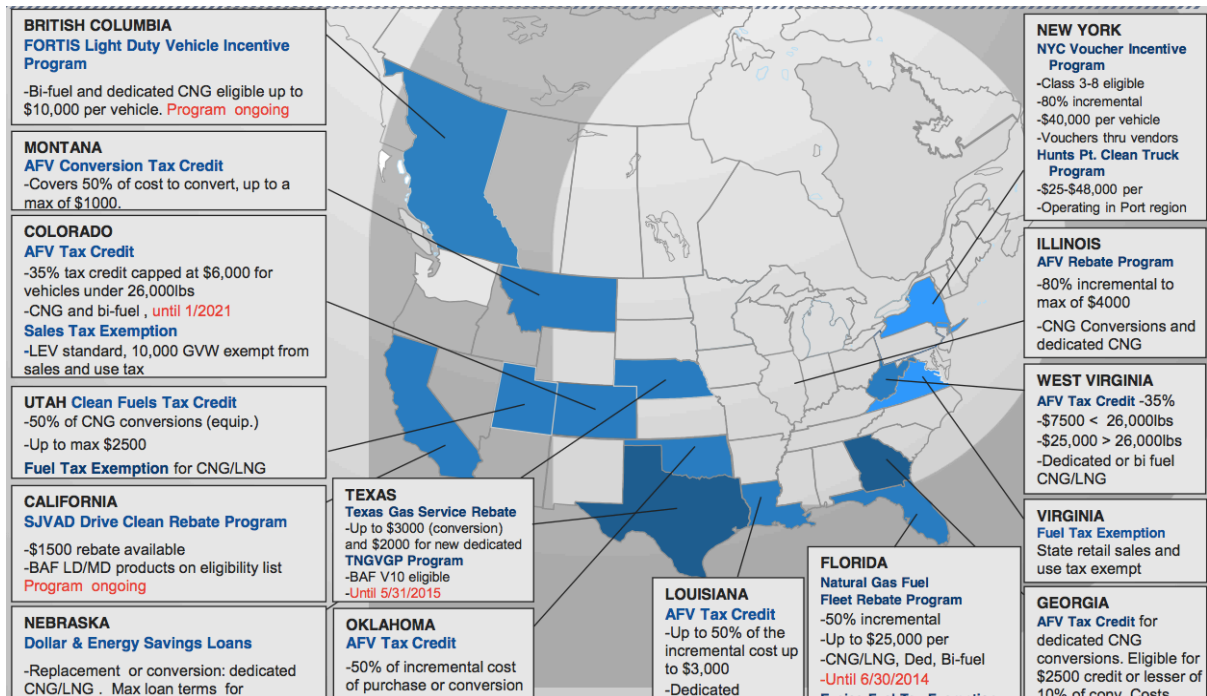 BRITISH COLUMBIA
FORTIS Light Duty Vehicle Incentive
Program
-Bi-fuel and dedicated CNG eligible up to
$10,000 per vehicle. Program ongoing
MONTANA
AFV Conversion Tax Credit
-Covers 50% of cost to convert, up to a
max of $1000.
COLORADO
AFV Tax Credit
-35% tax credit capped at $6,000 for
vehicles under 26,000lbs
-CNG and bi-fuel , until 1/2021
Sales Tax Exemption
-LEV standard, 10,000 GVW exempt from
sales and use tax
UTAH Clean Fuels Tax Credit
-50% of CNG conversions (equip.)
-Up to max $2500
Fuel Tax Exemption for CNG/LNG
CALIFORNIA
SJVAD Drive Clean Rebate Program
-$1500 rebate available
-BAF LD/MD products on eligibility list
Program ongoing
NEBRASKA
Dollar & Energy Savings Loans
-Replacement or conversion: dedicated
CNG/LNG . Max loan terms for
TEXAS
Texas Gas Service Rebate
-Up to $3000 (conversion)
and $2000 for new dedicated
TNGVGP Program
-BAF V10 eligible
-Until 5/31/2015
OKLAHOMA
AFV Tax Credit
-50% of incremental cost
of purchase or conversion
LOUISIANA
AFV Tax Credit
-Up to 50% of the
incremental cost up
to $3,000
-Dedicated
FLORIDA
Natural Gas Fuel
Fleet Rebate Program
-50% incremental
-Up to $25,000 per
-CNG/LNG, Ded, Bi-fuel
-Until 6/30/2014
Fuel Tax Exemption
NEW YORK
NYC Voucher Incentive
Program
-Class 3-8 eligible
-80% incremental
-$40,000 per vehicle
-Vouchers thru vendors
Hunts Pt. Clean Truck
Program
-$25-$48,000 per
-Operating in Port region
ILLINOIS
AFV Rebate Program
-80% incremental to
max of $4000
-CNG Conversions and
dedicated CNG
WEST VIRGINIA
AFV Tax Credit -35%
-$7500 < 26,000lbs
-$25,000 > 26,000lbs
-Dedicated or bi fuel
CNG/LNG
VIRGINIA
Fuel Tax Exemption
State retail sales and
use tax exempt
GEORGIA
AFV Tax Credit for
dedicated CNG
conversions. Eligible for
$2500 credit or lesser of
10% of conv. Costs